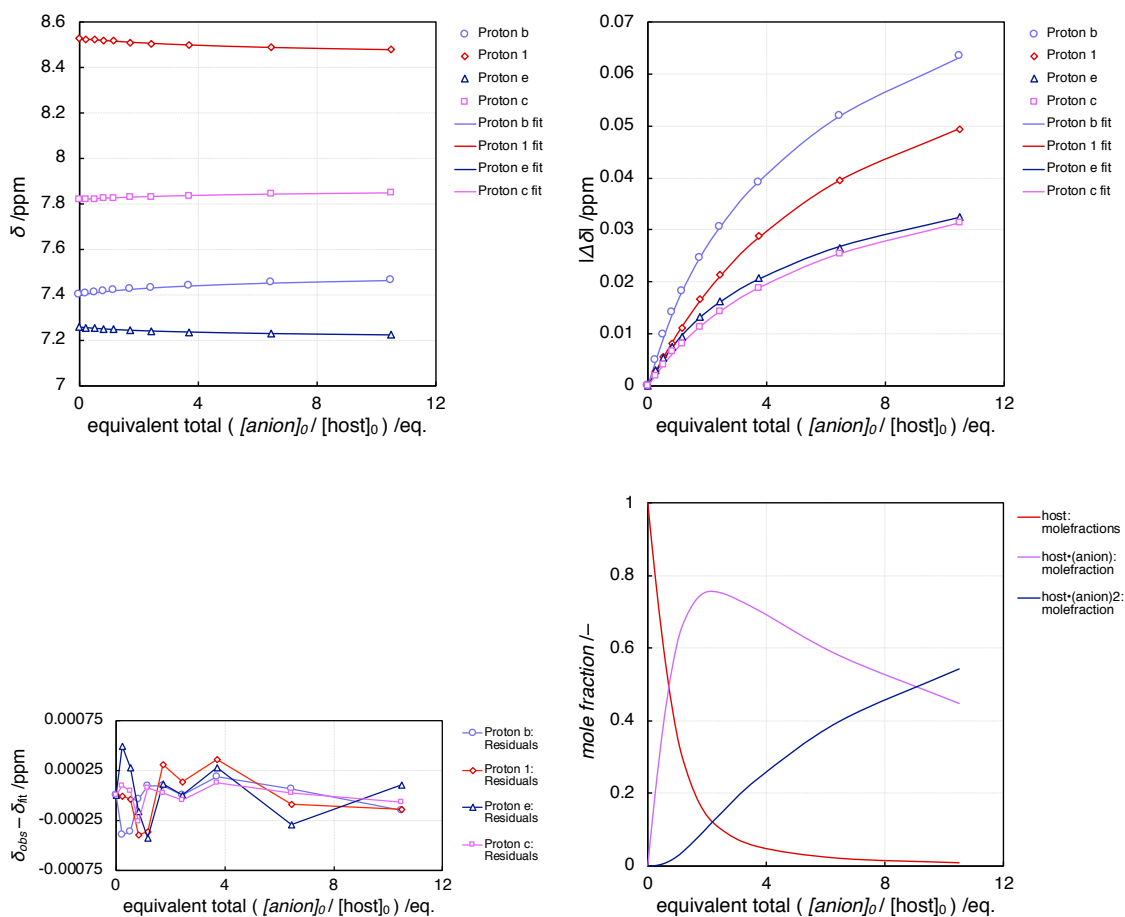 8.6
8.4
8.2
8
7.8
7.6
7.4
7.2
7
0
4
8
12
δ /ppm
equivalent total ( [anion]0 / [host]0 ) /eq.
Proton b
Proton 1
Proton e
Proton c
Proton b fit
Proton 1 fit
Proton e fit
Proton c fit
0.07
0.06
0.05
0.04
0.03
0.02
0.01
0
0
4
8
12
|Δδ| /ppm
equivalent total ( [anion]0 / [host]0 ) /eq.
Proton b
Proton 1
Proton e
Proton c
Proton b fit
Proton 1 fit
Proton e fit
Proton c fit
0.00075
0.00025
-0.00025
-0.00075
0
4
8
12
δobs – δfit /ppm
equivalent total ( [anion]0 / [host]0 ) /eq.
Proton b:
Residuals
Proton 1:
Residuals
Proton e:
Residuals
Proton c:
Residuals
1
0.8
0.6
0.4
0.2
0
0
4
8
12
mole fraction /–
equivalent total ( [anion]0 / [host]0 ) /eq.
host:
molefractions
host•(anion):
molefraction
host•(anion)2:
molefraction